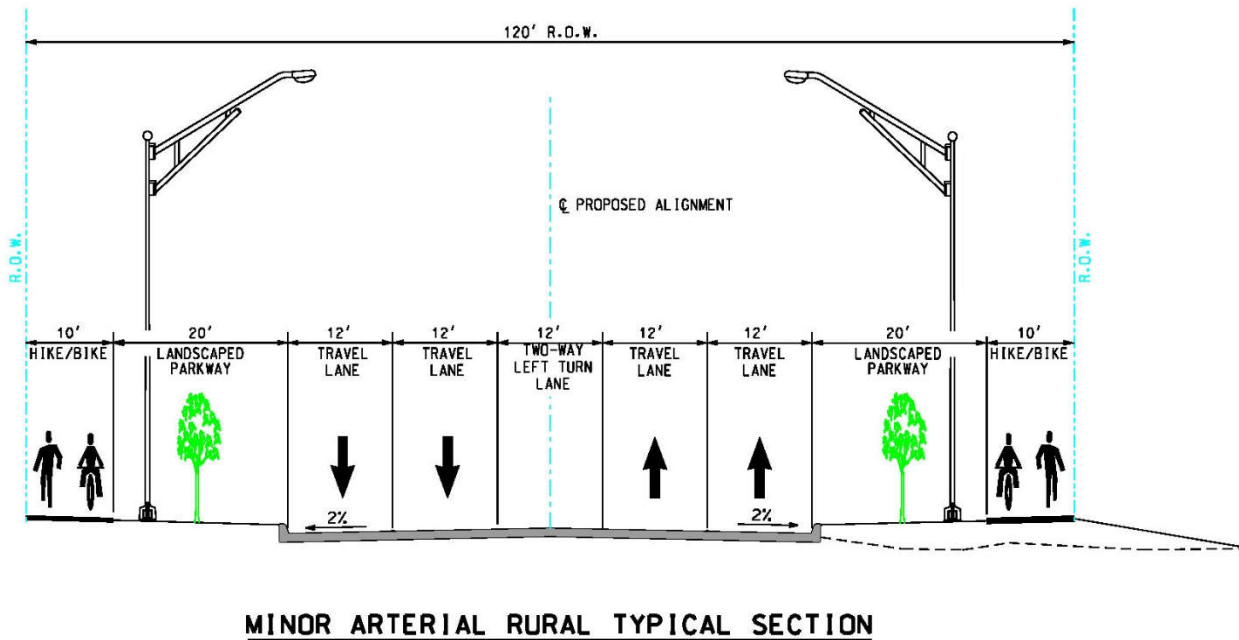 120' R.O.W.
℄ PROPOSED ALIGNMENT
R.O.W.
R.O.W.
10'
HIKE/BIKE
20'
LANDSCAPED
PARKWAY
12'
TRAVEL
LANE
12'
TRAVEL
LANE
12'
TWO-WAY
LEFT TURN
LANE
12'
TRAVEL
LANE
12'
TRAVEL
LANE
20'
LANDSCAPED
PARKWAY
10'
HIKE/BIKE
2%
2%
MINOR ARTERIAL RURAL TYPICAL SECTION